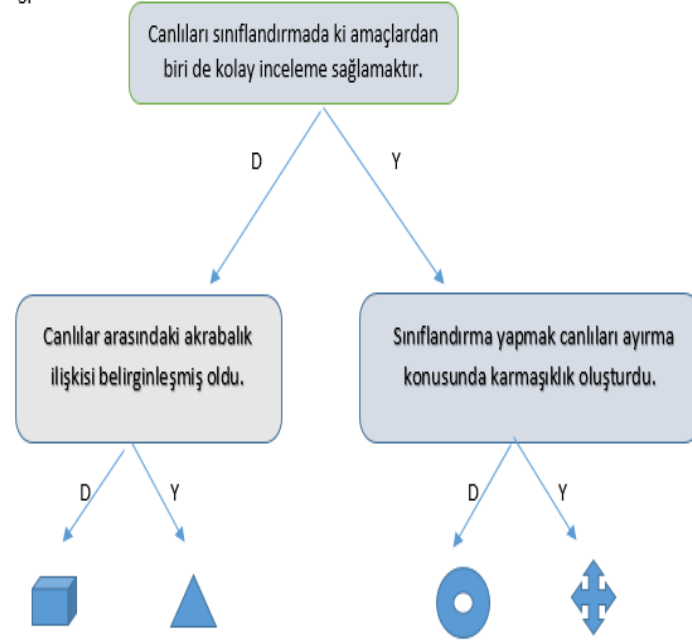 Canlıları sınıflandırmada ki amaçlardan
biri de kolay inceleme sağlamaktır.
D
Y
Canlılar arasındaki akrabalık
ilişkisi belirginleşmiş oldu.
Sınıflandırma yapmak canlıları ayırma
konusunda karmaşıklık oluşturdu.
D
Y
D
Y